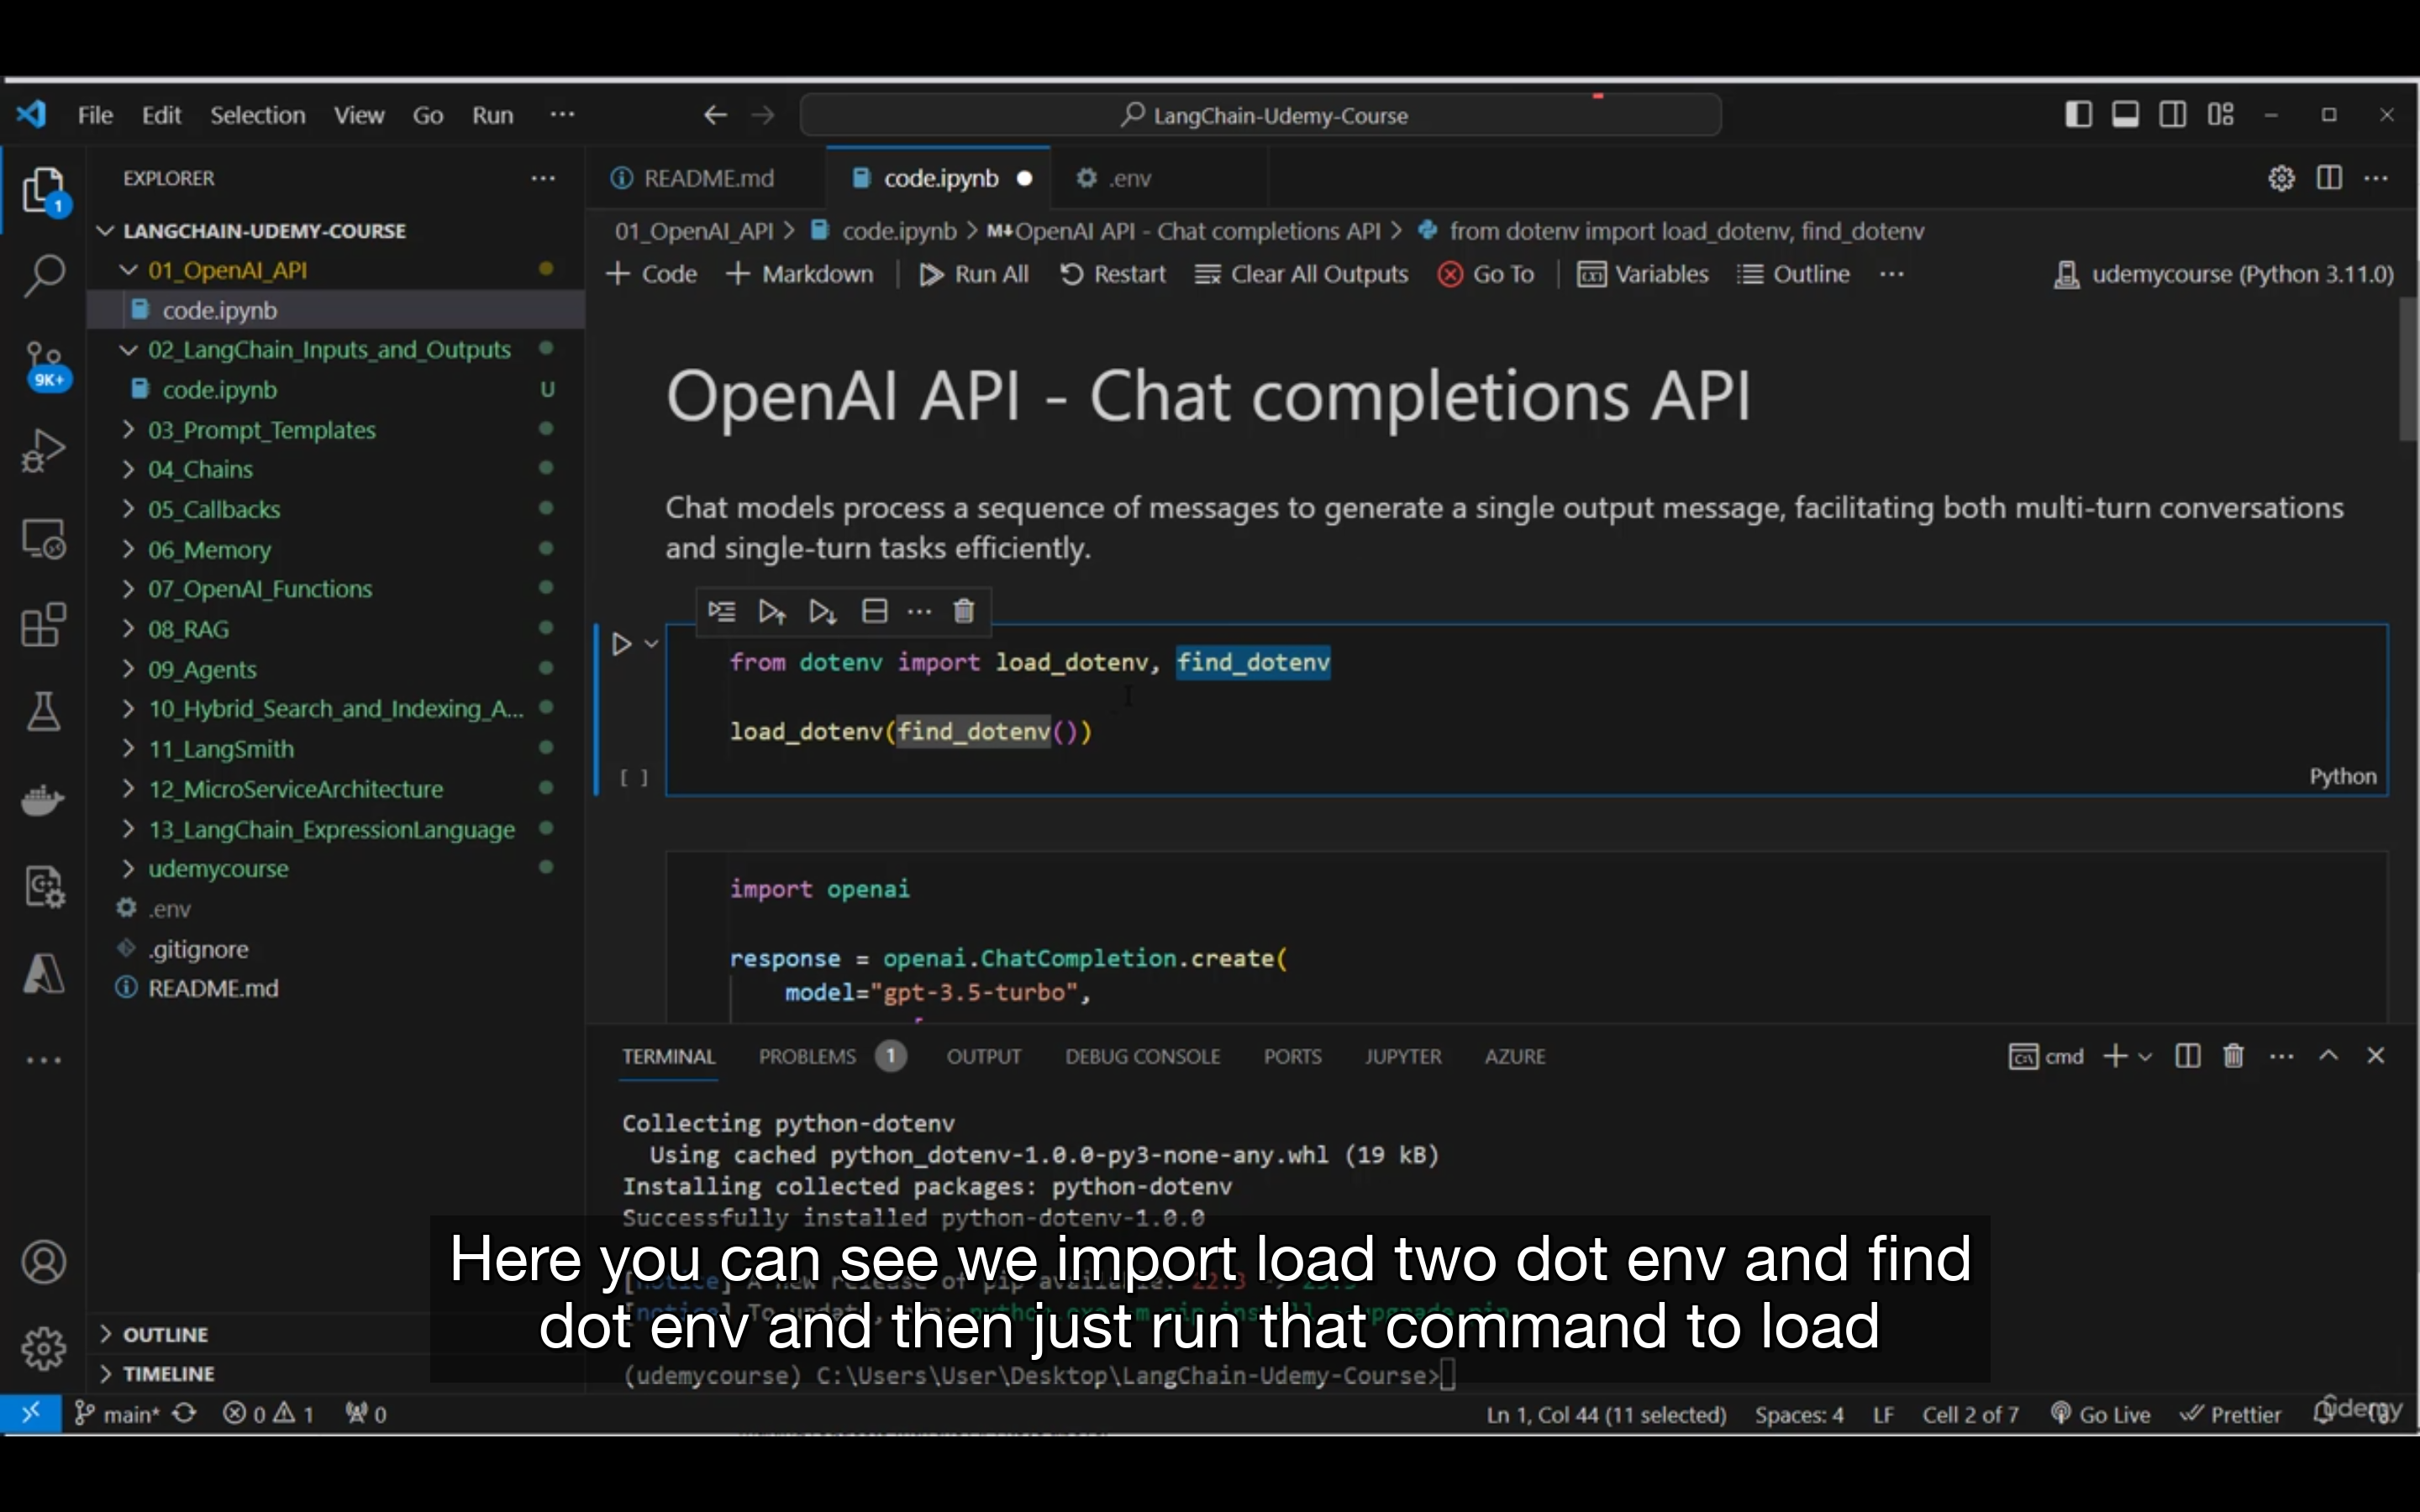 File Edit Selection View Go Run ··· LangChain-Udemy-Course
EXPLORER ···
LANGCHAIN-UDEMY-COURSE
01_OpenAI_API
code.ipynb
02_LangChain_Inputs_and_Outputs
code.ipynb U
03_Prompt_Templates
04_Chains
05_Callbacks
06_Memory
07_OpenAI_Functions
08_RAG
09_Agents
10_Hybrid_Search_and_Indexing_A...
11_LangSmith
12_MicroServiceArchitecture
13_LangChain_ExpressionLanguage
udemycourse
.env
.gitignore
README.md
OUTLINE
TIMELINE
1
9K+
README.md code.ipynb .env
01_OpenAI_API > code.ipynb > M↓OpenAI API - Chat completions API > from dotenv import load_dotenv, find_dotenv
+ Code + Markdown Run All Restart Clear All Outputs Go To Variables Outline ··· udemycourse (Python 3.11.0)
OpenAI API - Chat completions API
Chat models process a sequence of messages to generate a single output message, facilitating both multi-turn conversations
and single-turn tasks efficiently.
from dotenv import load_dotenv, find_dotenv
load_dotenv(find_dotenv())
[ ] Python
import openai
response = openai.ChatCompletion.create(
model="gpt-3.5-turbo",
TERMINAL PROBLEMS 1 OUTPUT DEBUG CONSOLE PORTS JUPYTER AZURE cmd
Collecting python-dotenv
Using cached python_dotenv-1.0.0-py3-none-any.whl (19 kB)
Installing collected packages: python-dotenv
Successfully installed python-dotenv-1.0.0
Here you can see we import load two dot env and find
dot env and then just run that command to load
(udemycourse) C:\Users\User\Desktop\LangChain-Udemy-Course>
main* 0 1 0 Ln 1, Col 44 (11 selected) Spaces: 4 LF Cell 2 of 7 Go Live Prettier
udemy